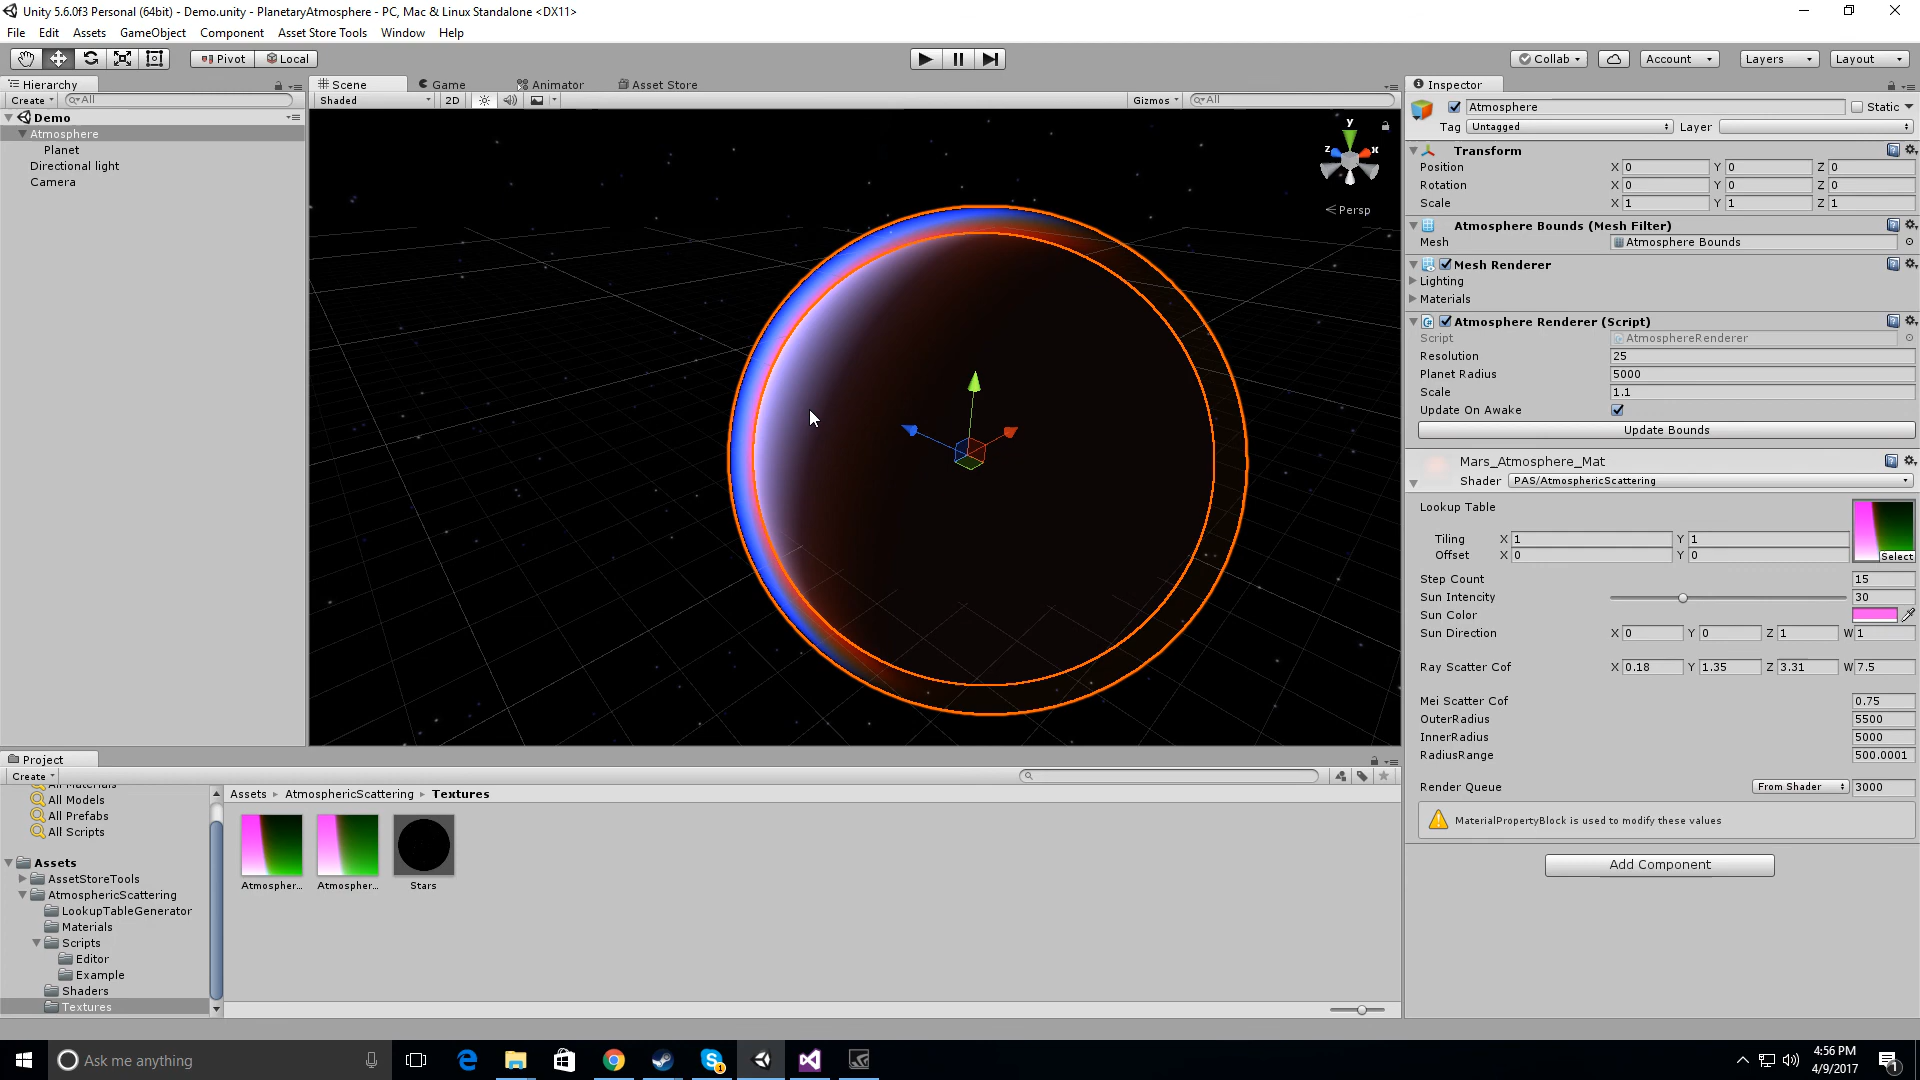 Unity 5.6.0f3 Personal (64bit) - Demo.unity - PlanetaryAtmosphere - PC, Mac & Linux Standalone <DX11>
File Edit Assets GameObject Component Asset Store Tools Window Help
Pivot Local
Collab Account Layers Layout
Hierarchy
Create All
Demo
Atmosphere
Planet
Directional light
Camera
Scene Game Animator Asset Store
Shaded 2D Gizmos All
y
z x
Persp
Inspector
Atmosphere Static
Tag Untagged Layer
Transform
Position X 0 Y 0 Z 0
Rotation X 0 Y 0 Z 0
Scale X 1 Y 1 Z 1
Atmosphere Bounds (Mesh Filter)
Mesh Atmosphere Bounds
Mesh Renderer
Lighting
Materials
Atmosphere Renderer (Script)
Script AtmosphereRenderer
Resolution 25
Planet Radius 5000
Scale 1.1
Update On Awake
Update Bounds
Mars_Atmosphere_Mat
Shader PAS/AtmosphericScattering
Lookup Table
Tiling X 1 Y 1
Offset X 0 Y 0
Select
Step Count 15
Sun Intencity 30
Sun Color
Sun Direction X 0 Y 0 Z 1 W 1
Ray Scatter Cof X 0.18 Y 1.35 Z 3.31 W 7.5
Mei Scatter Cof 0.75
OuterRadius 5500
InnerRadius 5000
RadiusRange 500.0001
Render Queue From Shader 3000
MaterialPropertyBlock is used to modify these values
Add Component
Project
Create
All Materials
All Models
All Prefabs
All Scripts
Assets
AssetStoreTools
AtmosphericScattering
LookupTableGenerator
Materials
Scripts
Editor
Example
Shaders
Textures
Assets ▸ AtmosphericScattering ▸ Textures
Atmospher... Atmospher... Stars
Ask me anything
4:56 PM
4/9/2017